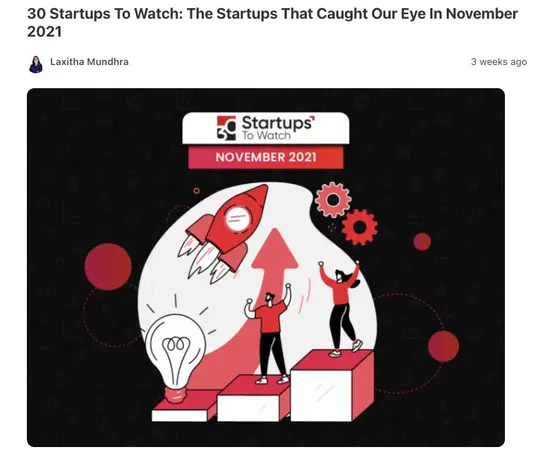 30 Startups To Watch: The Startups That Caught Our Eye In November
2021
Laxitha Mundhra
3 weeks ago
30 Startups
To Watch
NOVEMBER 2021